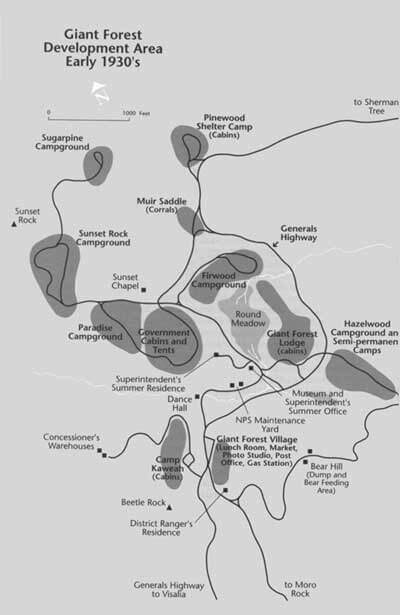 Giant Forest
Development Area
Early 1930's
N
0
1000 Feet
to Sherman
Tree
Pinewood
Shelter Camp
(Cabins)
Sugarpine
Campground
Muir Saddle
(Corrals)
Generals
Highway
Sunset
Rock
Sunset Rock
Campground
Sunset
Chapel
Firwood
Campground
Round
Meadow
Paradise
Campground
Government
Cabins and
Tents
Giant Forest
Lodge
(cabins)
Hazelwood
Campground and
Semi-permanen
Camps
Superintendent's
Summer Residence
Museum and
Superintendent's
Summer Office
Dance
Hall
NPS Maintenance
Yard
Concessioner's
Warehouses
Camp
Kaweah
(Cabins)
Giant Forest Village
(Lunch Room, Market,
Photo Studio, Post
Office, Gas Station)
Bear Hill
(Dump and
Bear Feeding
Area)
Beetle Rock
District Ranger's
Residence
Generals Highway
to Visalia
to Moro
Rock